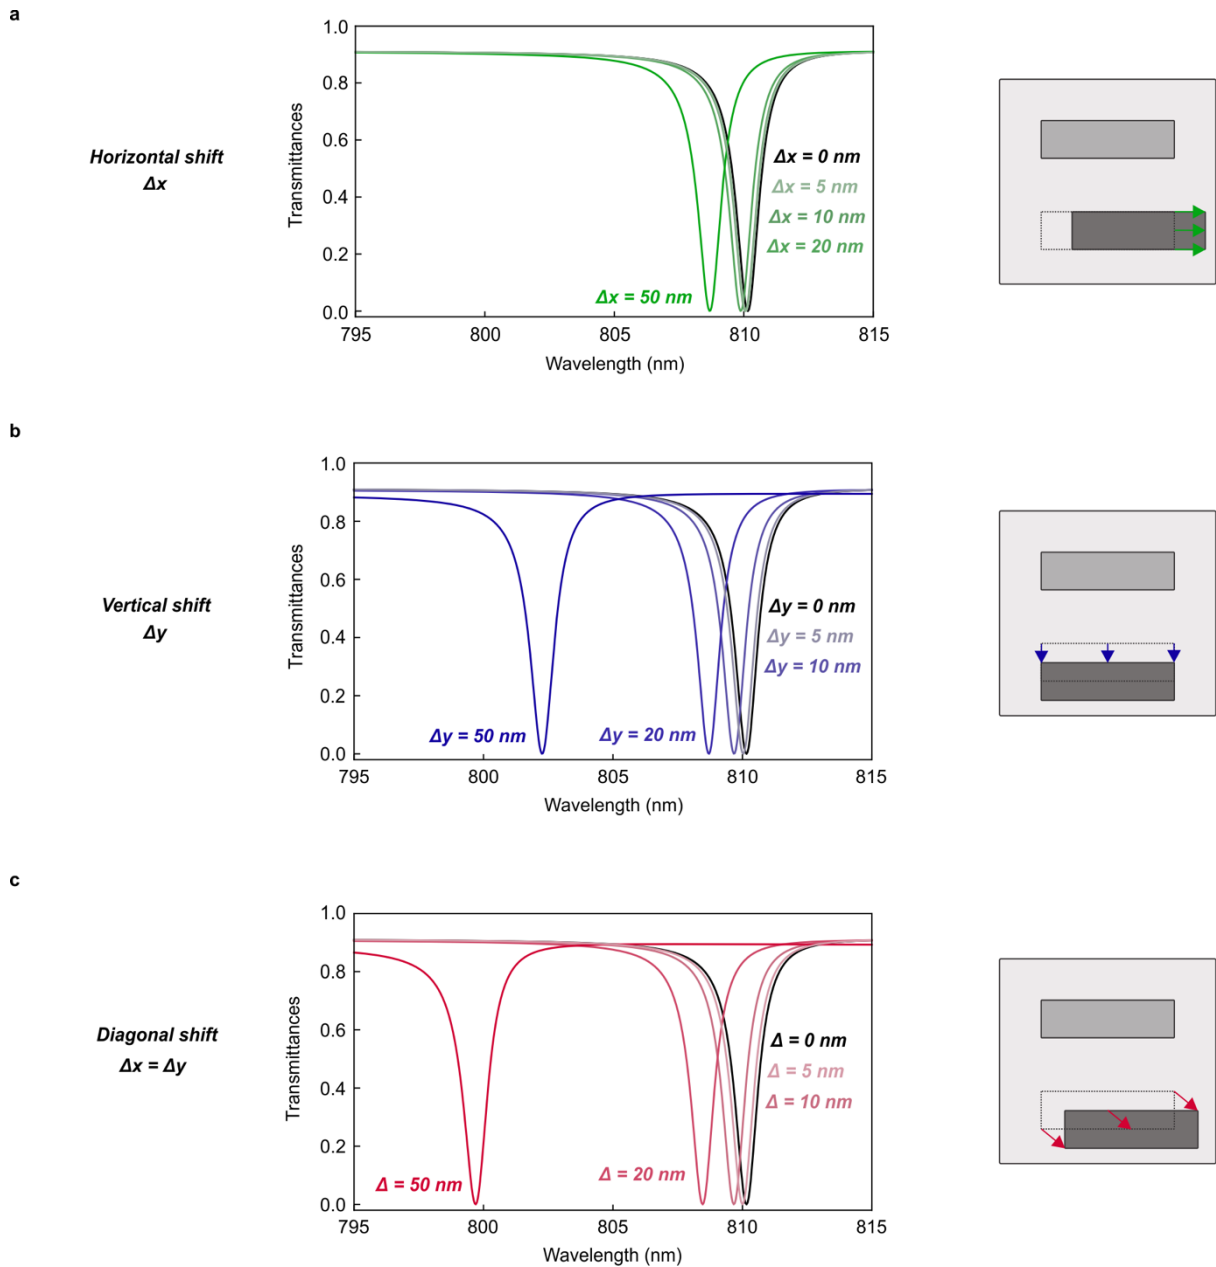 a
Horizontal shift
Δx
Transmittances
1.0
0.8
0.6
0.4
0.2
0.0
Δx = 0 nm
Δx = 5 nm
Δx = 10 nm
Δx = 20 nm
Δx = 50 nm
795 800 805 810 815
Wavelength (nm)
b
Vertical shift
Δy
Transmittances
1.0
0.8
0.6
0.4
0.2
0.0
Δy = 0 nm
Δy = 5 nm
Δy = 10 nm
Δy = 50 nm
Δy = 20 nm
795 800 805 810 815
Wavelength (nm)
c
Diagonal shift
Δx = Δy
Transmittances
1.0
0.8
0.6
0.4
0.2
0.0
Δ = 0 nm
Δ = 5 nm
Δ = 10 nm
Δ = 50 nm
Δ = 20 nm
795 800 805 810 815
Wavelength (nm)